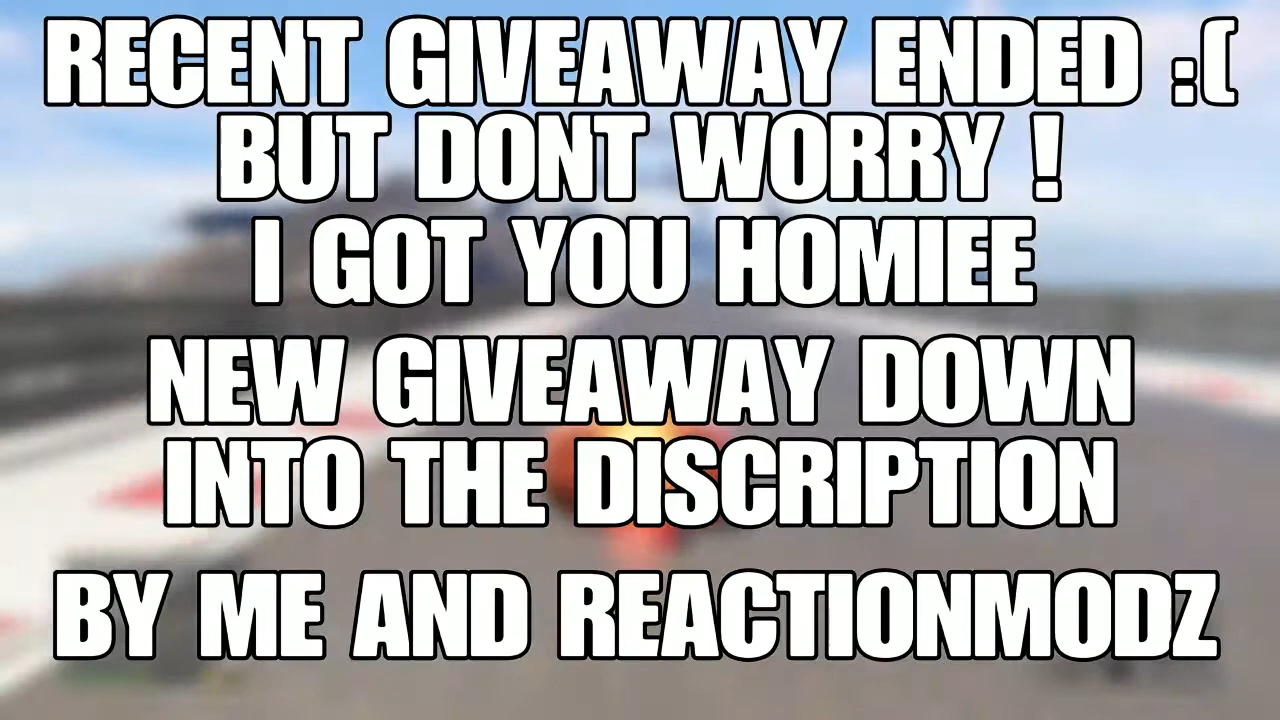 RECENT GIVEAWAY ENDED :(
BUT DONT WORRY !
I GOT YOU HOMIEE
NEW GIVEAWAY DOWN
INTO THE DISCRIPTION
BY ME AND REACTIONMODZ